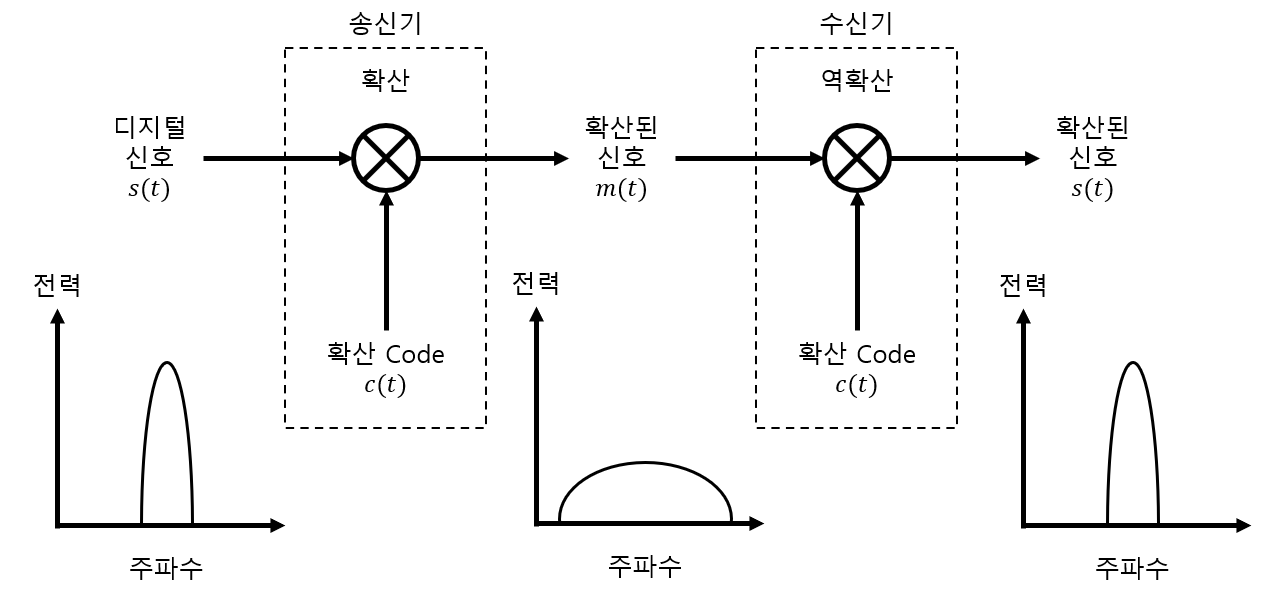 송신기
수신기
확산
역확산
디지털
신호
s(t)
확산된
신호
m(t)
확산된
신호
s(t)
확산 Code
c(t)
확산 Code
c(t)
전력
주파수
전력
주파수
전력
주파수